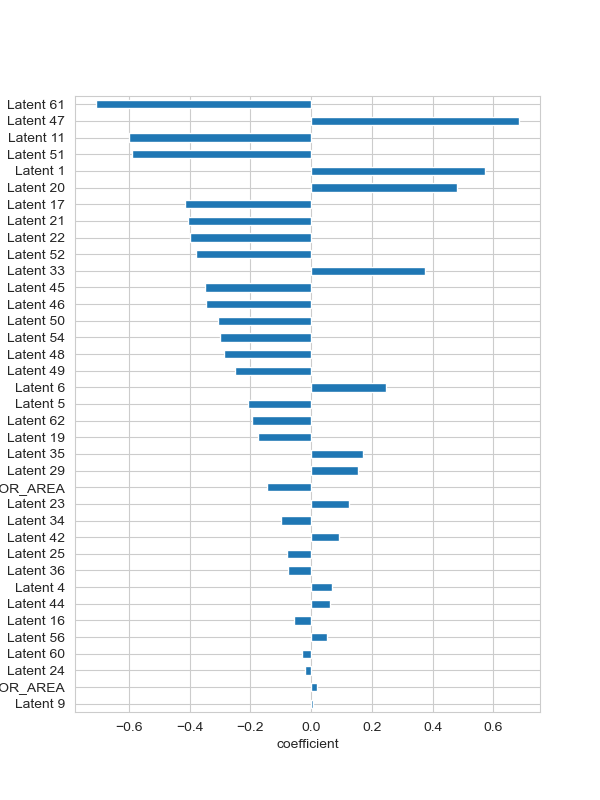 Latent 61
Latent 47
Latent 11
Latent 51
Latent 1
Latent 20
Latent 17
Latent 21
Latent 22
Latent 52
Latent 33
Latent 45
Latent 46
Latent 50
Latent 54
Latent 48
Latent 49
Latent 6
Latent 5
Latent 62
Latent 19
Latent 35
Latent 29
OR_AREA
Latent 23
Latent 34
Latent 42
Latent 25
Latent 36
Latent 4
Latent 44
Latent 16
Latent 56
Latent 60
Latent 24
OR_AREA
Latent 9
−0.6 −0.4 −0.2 0.0 0.2 0.4 0.6
coefficient